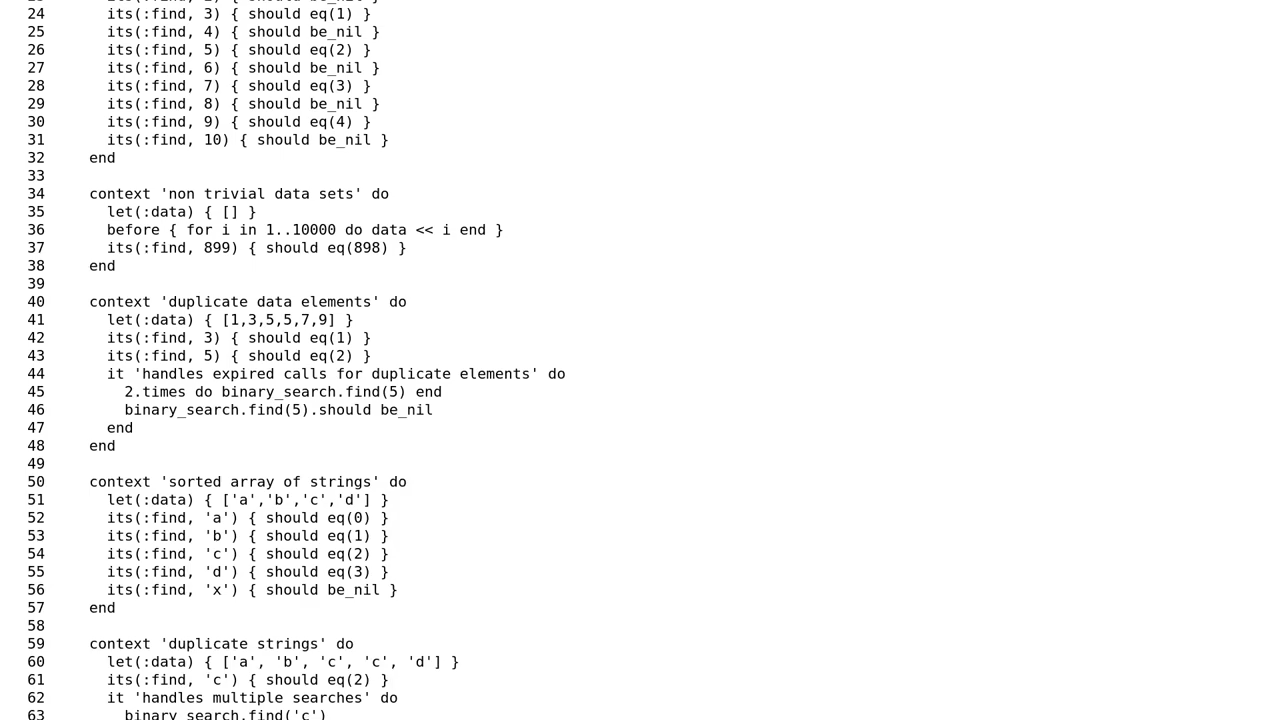 24       its(:find, 3) { should eq(1) }
25       its(:find, 4) { should be_nil }
26       its(:find, 5) { should eq(2) }
27       its(:find, 6) { should be_nil }
28       its(:find, 7) { should eq(3) }
29       its(:find, 8) { should be_nil }
30       its(:find, 9) { should eq(4) }
31       its(:find, 10) { should be_nil }
32     end
33
34     context 'non trivial data sets' do
35       let(:data) { [] }
36       before { for i in 1..10000 do data << i end }
37       its(:find, 899) { should eq(898) }
38     end
39
40     context 'duplicate data elements' do
41       let(:data) { [1,3,5,5,7,9] }
42       its(:find, 3) { should eq(1) }
43       its(:find, 5) { should eq(2) }
44       it 'handles expired calls for duplicate elements' do
45         2.times do binary_search.find(5) end
46         binary_search.find(5).should be_nil
47       end
48     end
49
50     context 'sorted array of strings' do
51       let(:data) { ['a','b','c','d'] }
52       its(:find, 'a') { should eq(0) }
53       its(:find, 'b') { should eq(1) }
54       its(:find, 'c') { should eq(2) }
55       its(:find, 'd') { should eq(3) }
56       its(:find, 'x') { should be_nil }
57     end
58
59     context 'duplicate strings' do
60       let(:data) { ['a', 'b', 'c', 'c', 'd'] }
61       its(:find, 'c') { should eq(2) }
62       it 'handles multiple searches' do
63         binary_search.find('c')